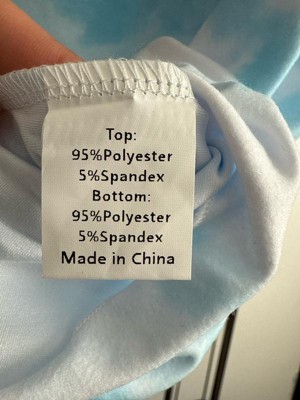 Top:
95%Polyester
5%Spandex
Bottom:
95%Polyester
5%Spandex
Made in China